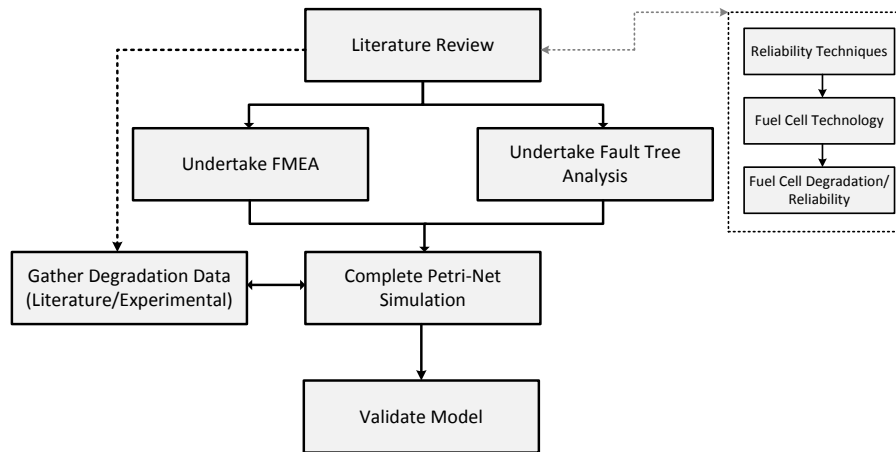 Literature Review
Reliability Techniques
Fuel Cell Technology
Fuel Cell Degradation/
Reliability
Undertake FMEA
Undertake Fault Tree
Analysis
Gather Degradation Data
(Literature/Experimental)
Complete Petri-Net
Simulation
Validate Model